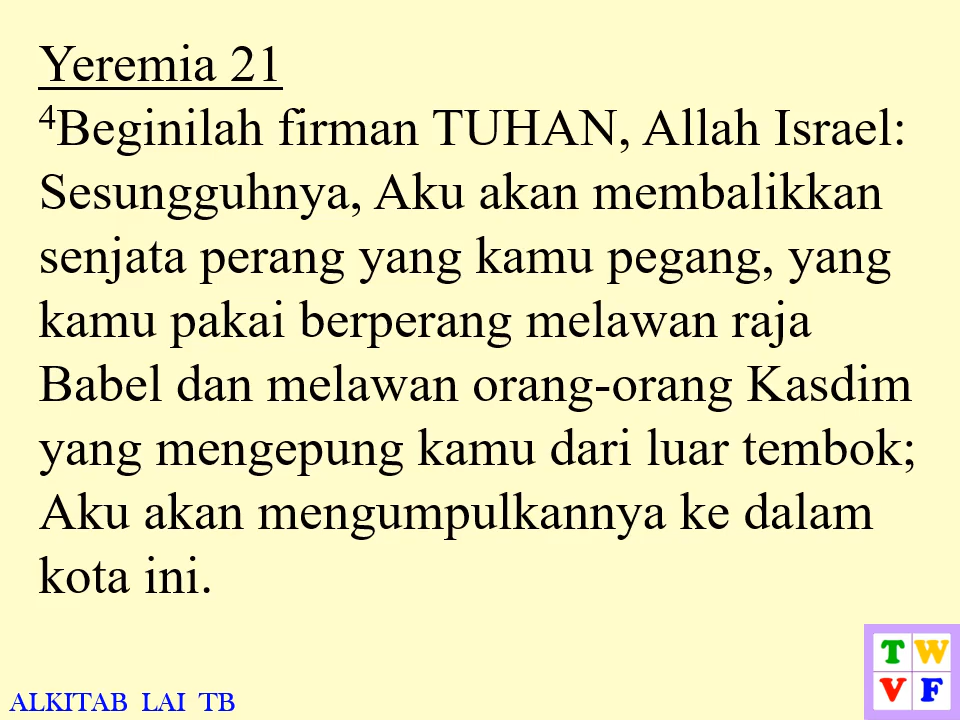 Yeremia 21
⁴Beginilah firman TUHAN, Allah Israel:
Sesungguhnya, Aku akan membalikkan
senjata perang yang kamu pegang, yang
kamu pakai berperang melawan raja
Babel dan melawan orang-orang Kasdim
yang mengepung kamu dari luar tembok;
Aku akan mengumpulkannya ke dalam
kota ini.
ALKITAB LAI TB
T W
V F